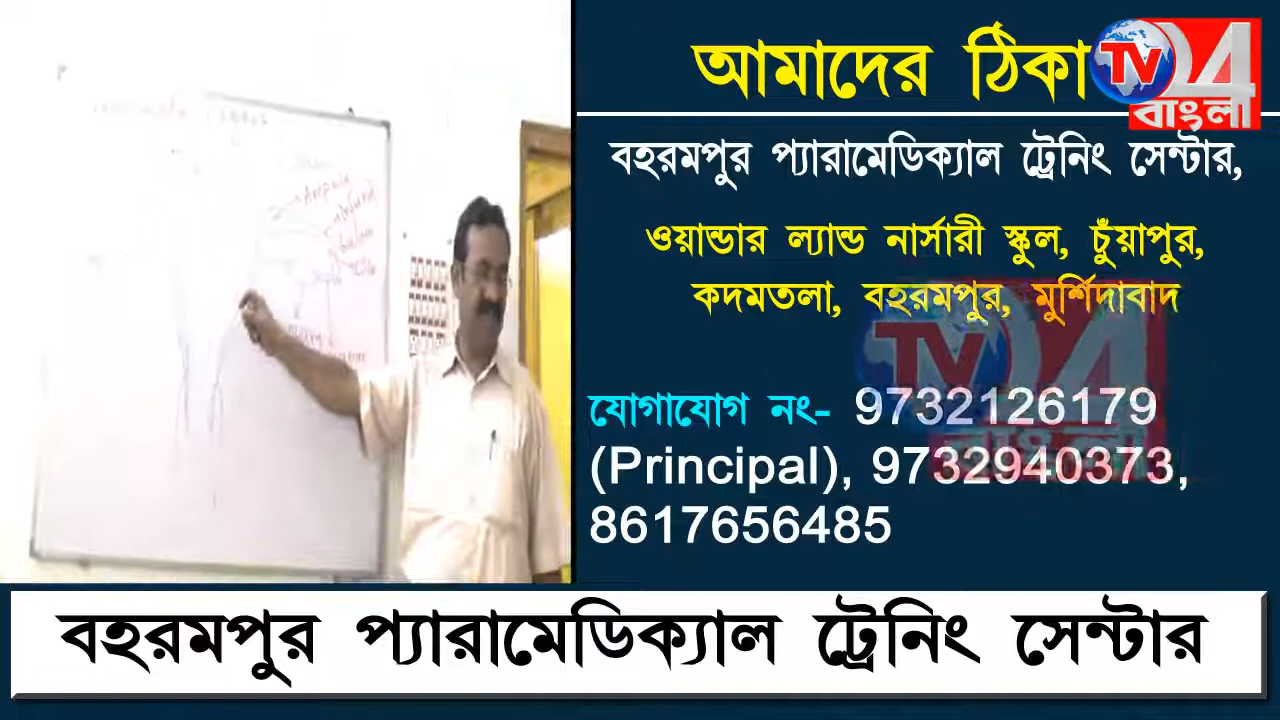 আমাদের ঠিকা
TV 24
বাংলা
বহরমপুর প্যারামেডিক্যাল ট্রেনিং সেন্টার,
ওয়ান্ডার ল্যান্ড নার্সারী স্কুল, চুঁয়াপুর,
কদমতলা, বহরমপুর, মুর্শিদাবাদ
যোগাযোগ নং- 9732126179
(Principal), 9732940373,
8617656485
বহরমপুর প্যারামেডিক্যাল ট্রেনিং সেন্টার